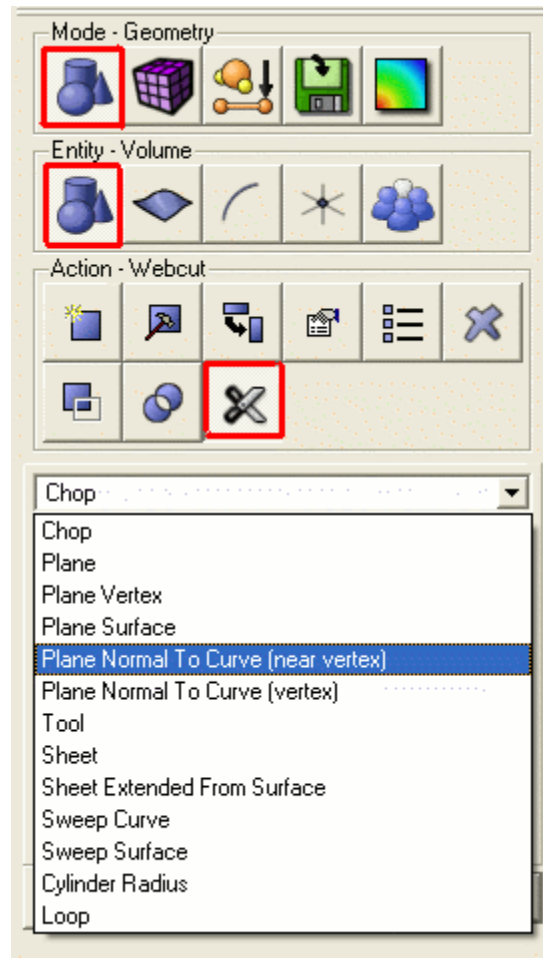 Mode - Geometry
Entity - Volume
Action - Webcut
Chop
Chop
Plane
Plane Vertex
Plane Surface
Plane Normal To Curve (near vertex)
Plane Normal To Curve (vertex)
Tool
Sheet
Sheet Extended From Surface
Sweep Curve
Sweep Surface
Cylinder Radius
Loop